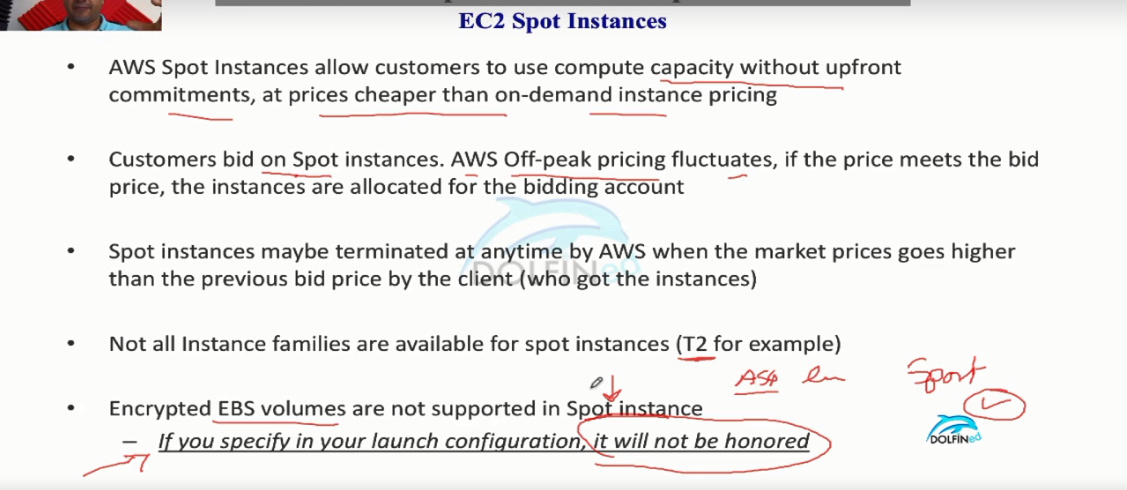 EC2 Spot Instances
• AWS Spot Instances allow customers to use compute capacity without upfront
commitments, at prices cheaper than on-demand instance pricing
• Customers bid on Spot instances. AWS Off-peak pricing fluctuates, if the price meets the bid
price, the instances are allocated for the bidding account
• Spot instances maybe terminated at anytime by AWS when the market prices goes higher
than the previous bid price by the client (who got the instances)
• Not all Instance families are available for spot instances (T2 for example)
ASG
Spot
• Encrypted EBS volumes are not supported in Spot instance
– If you specify in your launch configuration, it will not be honored
DOLFINed
DOLFINed